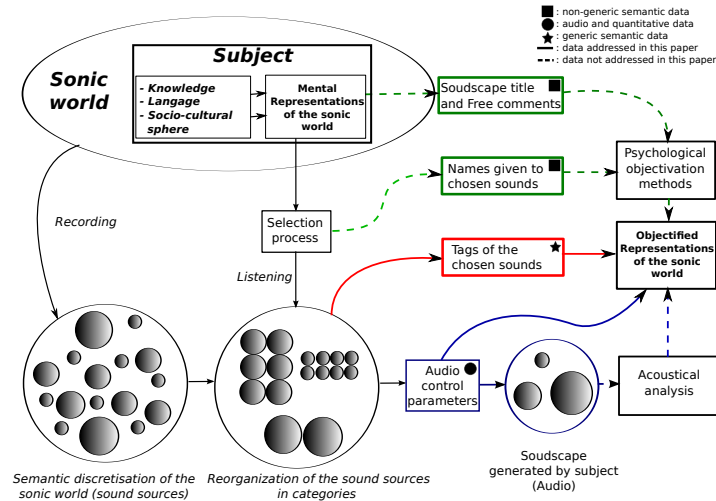 : non-generic semantic data
: audio and quantitative data
: generic semantic data
: data addressed in this paper
: data not addressed in this paper
Sonic
world
Subject
- Knowledge
- Langage
- Socio-cultural
sphere
Mental
Representations
of the sonic
world
Soudscape title
and Free comments
Names given to
chosen sounds
Psychological
objectivation
methods
Recording
Selection
process
Listening
Tags of the
chosen sounds
Objectified
Representations
of the sonic
world
Audio
control
parameters
Acoustical
analysis
Semantic discretisation of the
sonic world (sound sources)
Reorganization of the sound sources
in categories
Soudscape
generated by subject
(Audio)